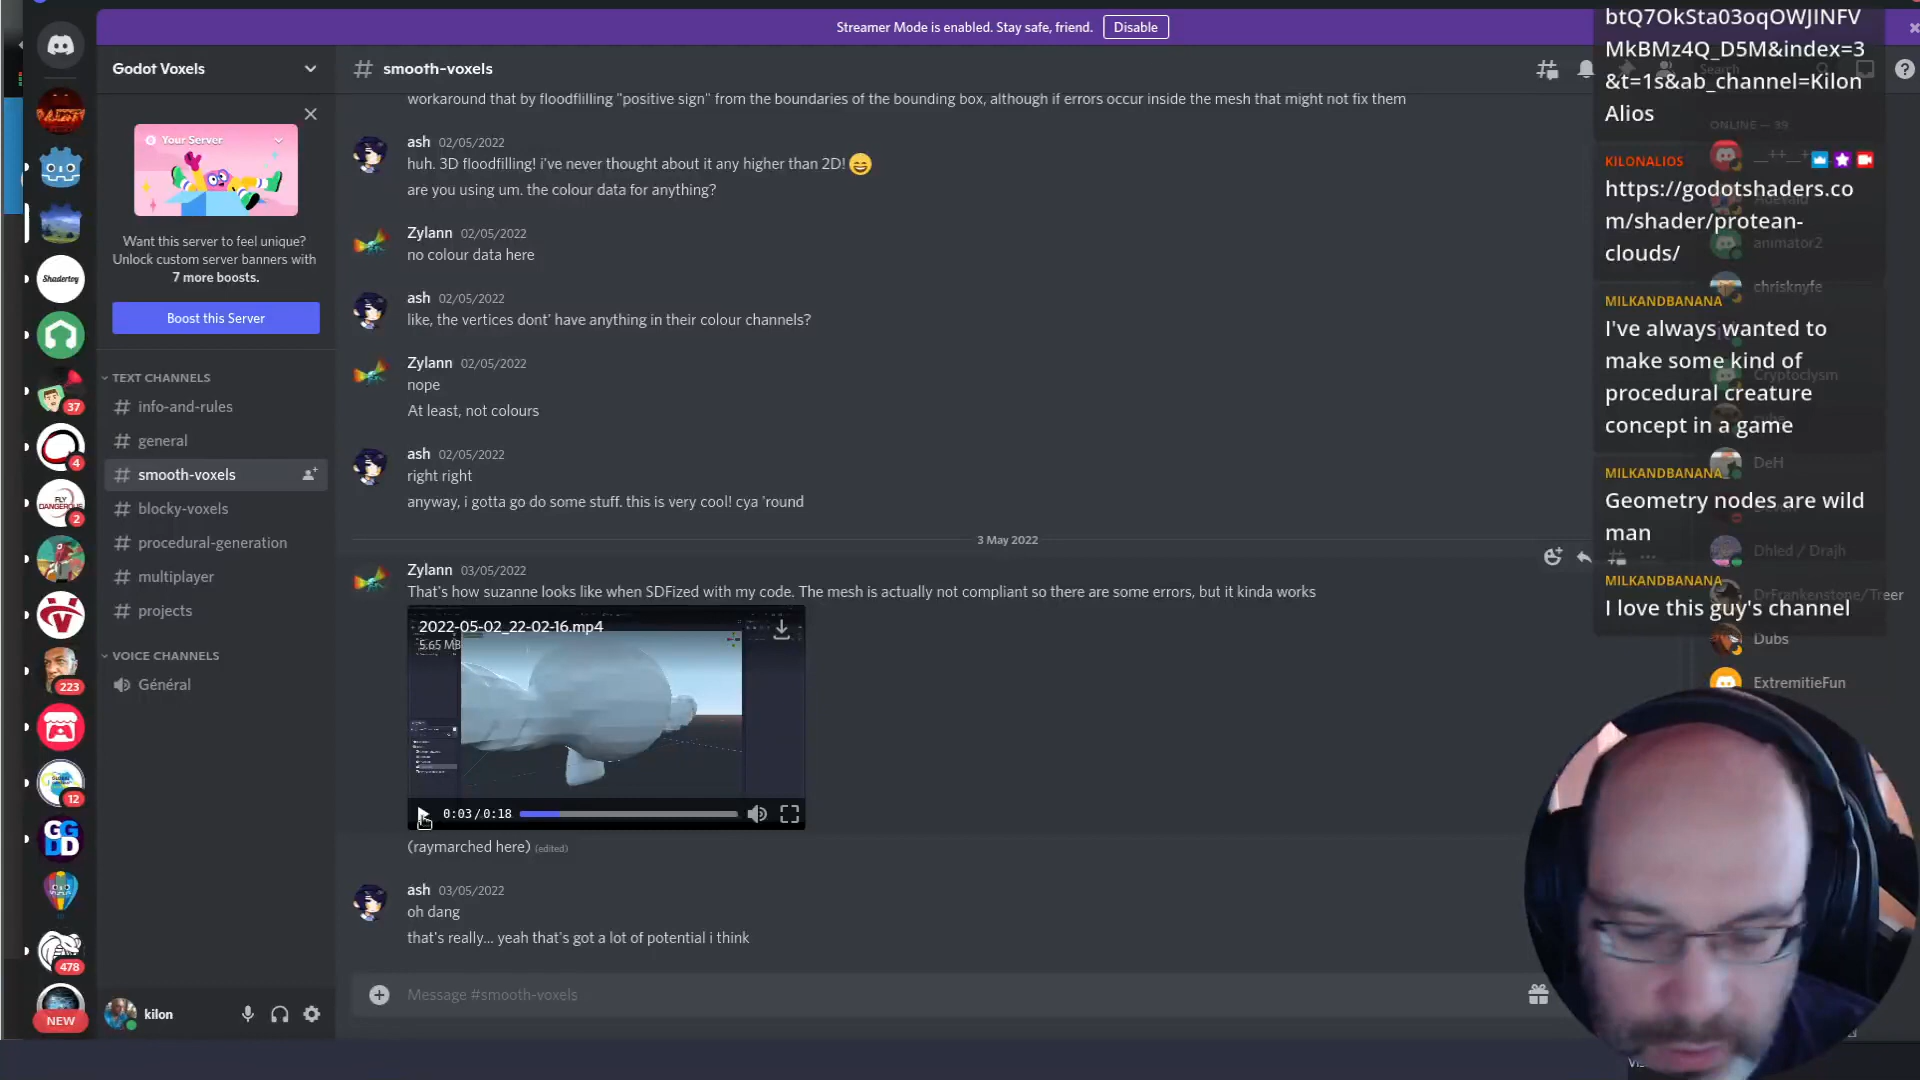 Streamer Mode is enabled. Stay safe, friend.
Disable
Godot Voxels
smooth-voxels
Search
Your Server
Want this server to feel unique?
Unlock custom server banners with
7 more boosts.
Boost this Server
TEXT CHANNELS
info-and-rules
general
smooth-voxels
blocky-voxels
procedural-generation
multiplayer
projects
VOICE CHANNELS
Général
Shadertoy
37
4
FLY
DANGEROUS
2
223
12
478
NEW
kilon
workaround that by floodflilling "positive sign" from the boundaries of the bounding box, although if errors occur inside the mesh that might not fix them
ash 02/05/2022
huh. 3D floodfilling! i've never thought about it any higher than 2D! 😄
are you using um. the colour data for anything?
Zylann 02/05/2022
no colour data here
ash 02/05/2022
like, the vertices dont' have anything in their colour channels?
Zylann 02/05/2022
nope
At least, not colours
ash 02/05/2022
right right
anyway, i gotta go do some stuff. this is very cool! cya 'round
3 May 2022
Zylann 03/05/2022
That's how suzanne looks like when SDFized with my code. The mesh is actually not compliant so there are some errors, but it kinda works
2022-05-02_22-02-16.mp4
5.65 MB
0:03/0:18
(raymarched here) (edited)
ash 03/05/2022
oh dang
that's really... yeah that's got a lot of potential i think
Message #smooth-voxels
btQ7OkSta03oqOWJINFV
MkBMz4Q_D5M&index=3
&t=1s&ab_channel=Kilon
Alios
ONLINE — 39
KILONALIOS
https://godotshaders.co
m/shader/protean-
clouds/
animator2
MILKANDBANANA
chrisknyfe
I've always wanted to
make some kind of
procedural creature
concept in a game
Cryptoclysm
MILKANDBANANA
DeH
Geometry nodes are wild
man
Dhled / Drajh
MILKANDBANANA
DrFrankenstone/Treer
I love this guy's channel
Dubs
ExtremitieFun